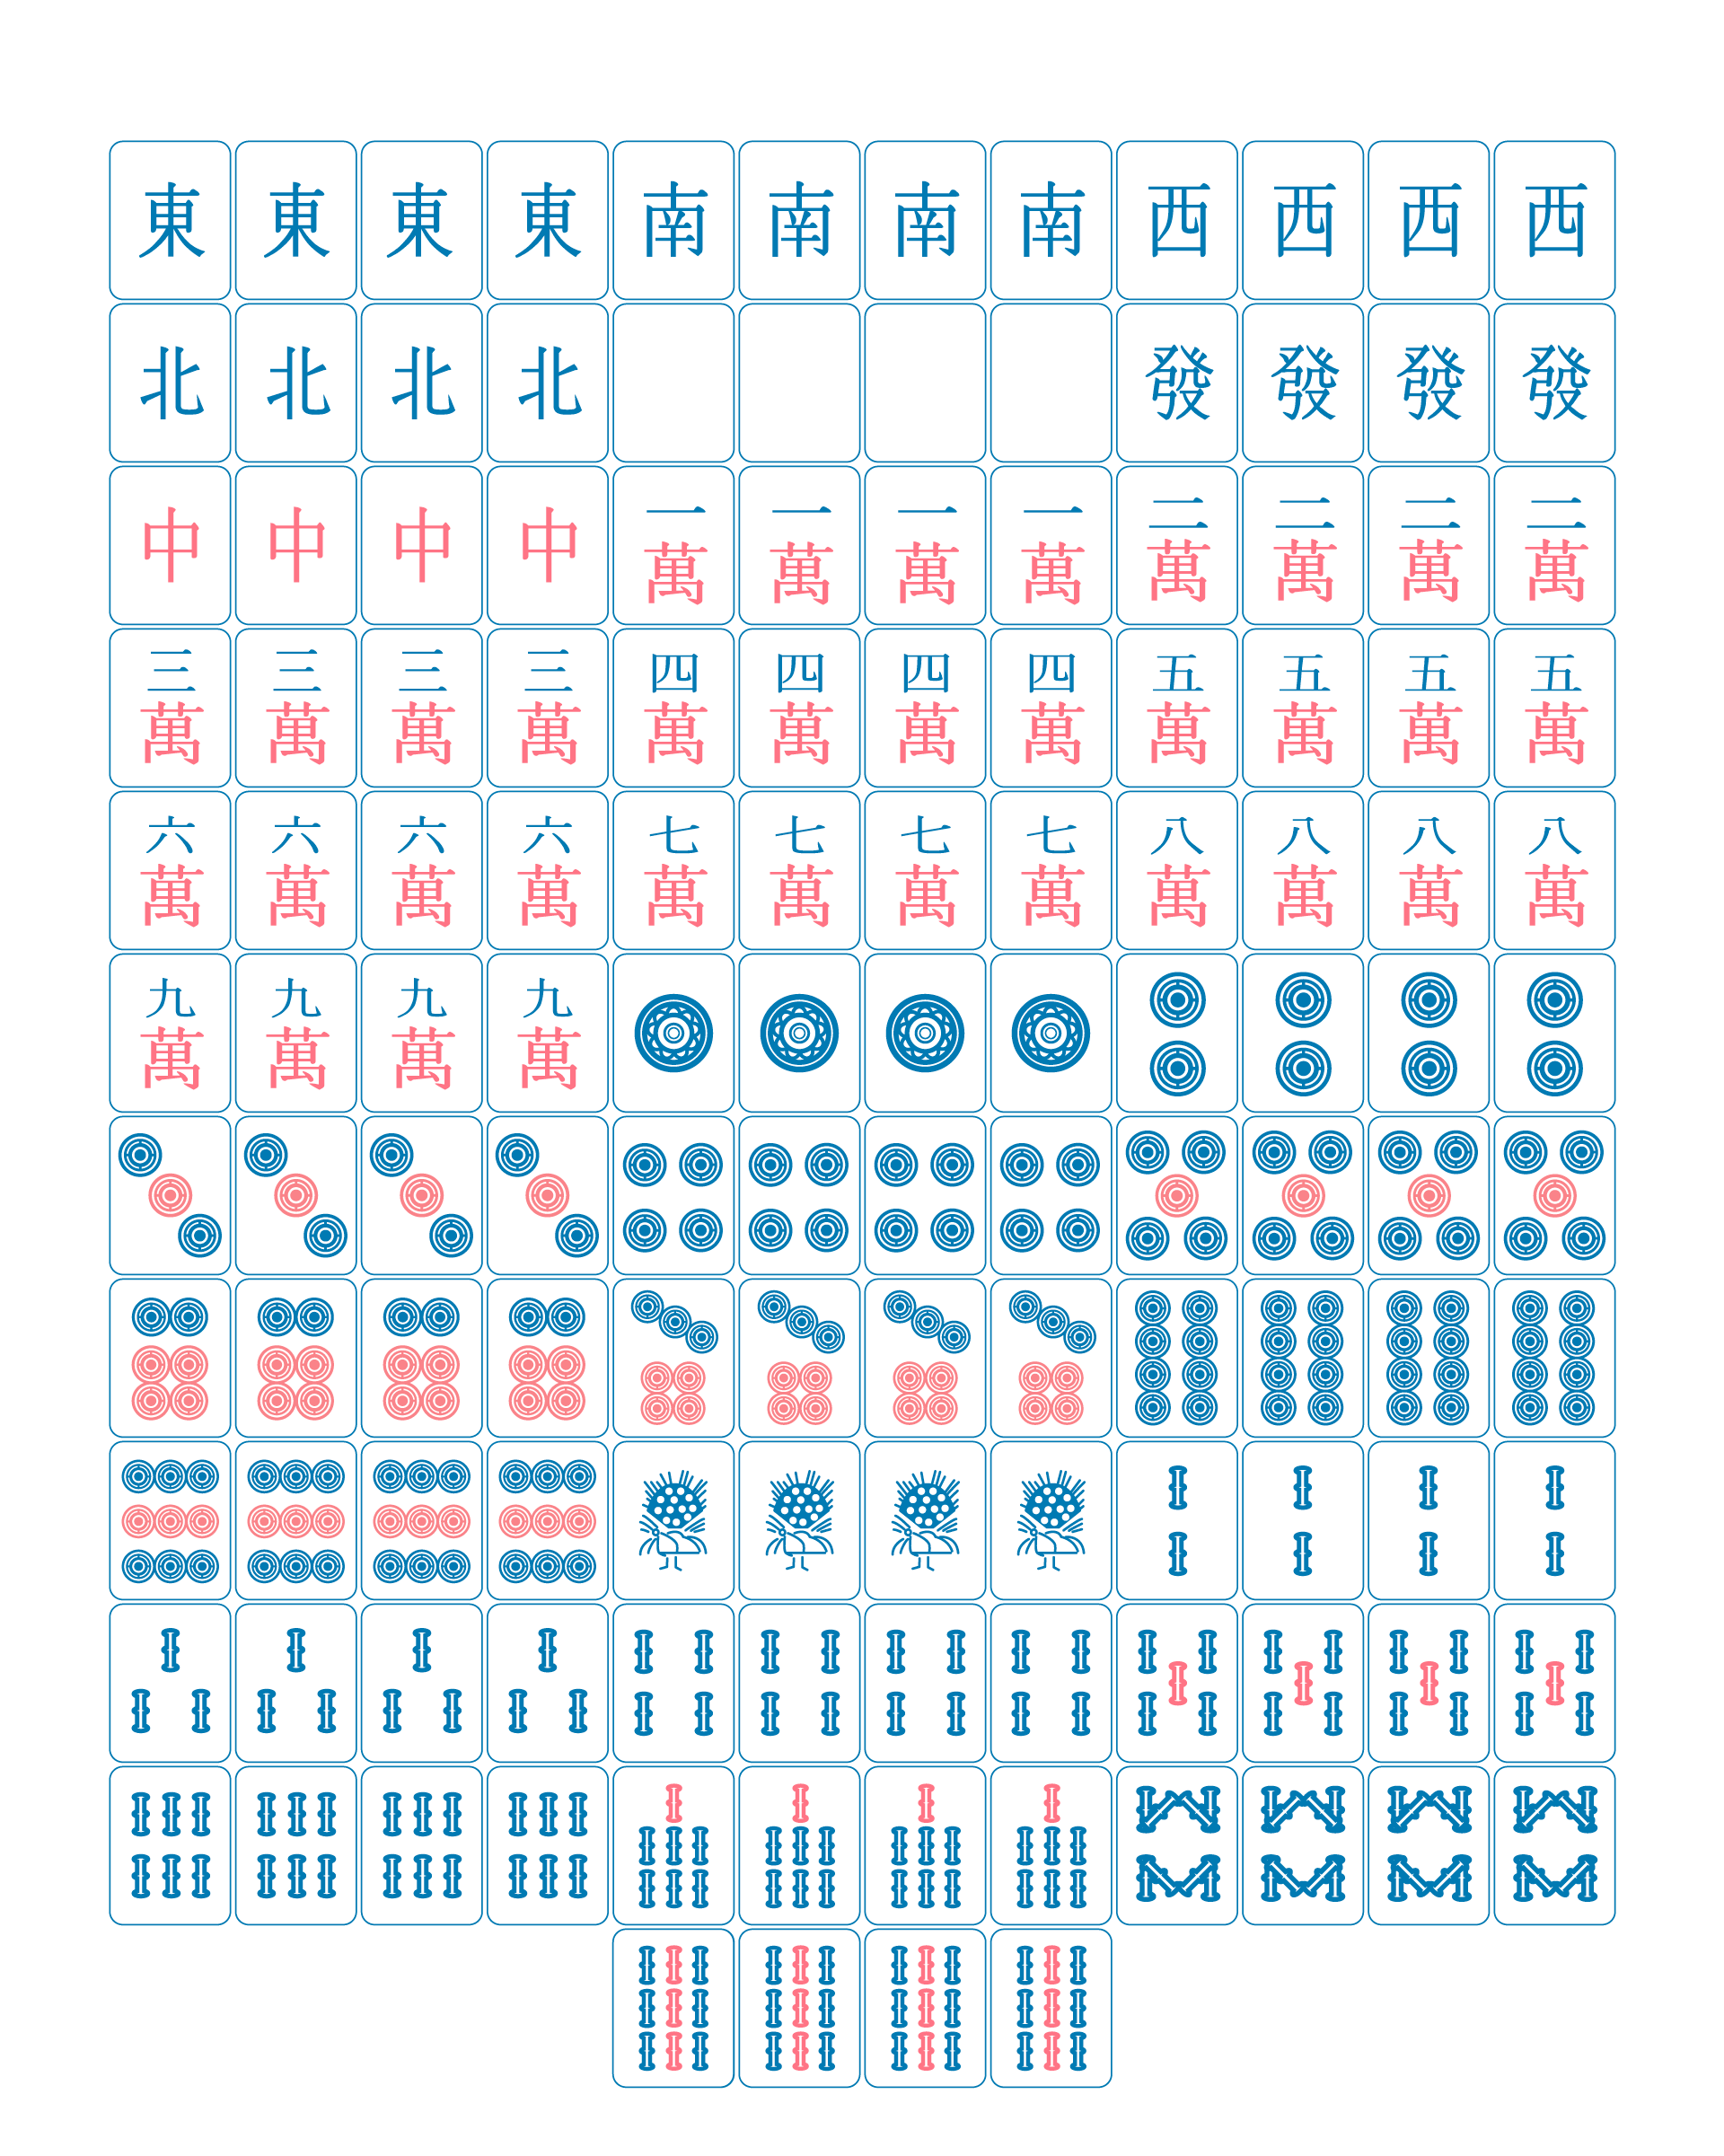 東 東 東 東 南 南 南 南 西 西 西 西
北 北 北 北 發 發 發 發
中 中 中 中 一 一 一 一 二 二 二 二
萬 萬 萬 萬 萬 萬 萬 萬
三 三 三 三 四 四 四 四 五 五 五 五
萬 萬 萬 萬 萬 萬 萬 萬 萬 萬 萬 萬
六 六 六 六 七 七 七 七 八 八 八 八
萬 萬 萬 萬 萬 萬 萬 萬 萬 萬 萬 萬
九 九 九 九
萬 萬 萬 萬